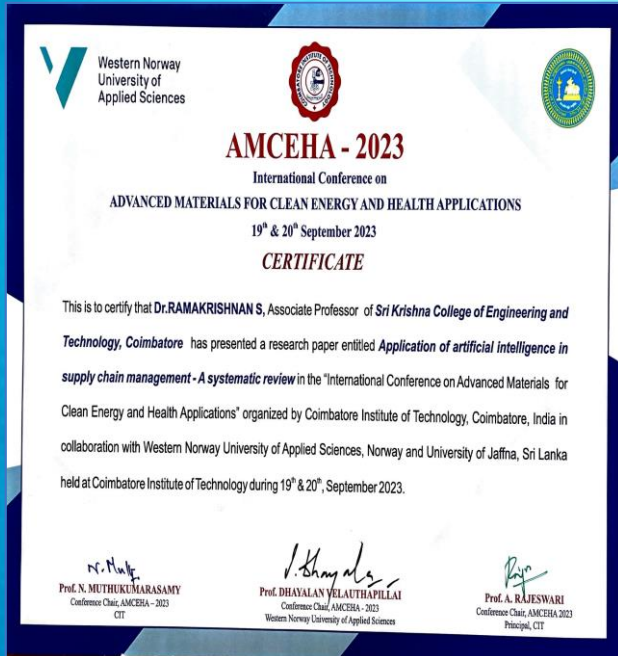 Western Norway
University of
Applied Sciences
COIMBATORE INSTITUTE OF TECHNOLOGY
AMCEHA - 2023
International Conference on
ADVANCED MATERIALS FOR CLEAN ENERGY AND HEALTH APPLICATIONS
19th & 20th September 2023
CERTIFICATE
This is to certify that Dr.RAMAKRISHNAN S, Associate Professor of Sri Krishna College of Engineering and
Technology, Coimbatore has presented a research paper entitled Application of artificial intelligence in
supply chain management - A systematic review in the "International Conference on Advanced Materials for
Clean Energy and Health Applications" organized by Coimbatore Institute of Technology, Coimbatore, India in
collaboration with Western Norway University of Applied Sciences, Norway and University of Jaffna, Sri Lanka
held at Coimbatore Institute of Technology during 19th & 20th, September 2023.
Prof. N. MUTHUKUMARASAMY
Conference Chair, AMCEHA – 2023
CIT
Prof. DHAYALAN VELAUTHAPILLAI
Conference Chair, AMCEHA - 2023
Western Norway University of Applied Sciences
Prof. A. RAJESWARI
Conference Chair, AMCEHA 2023
Principal, CIT